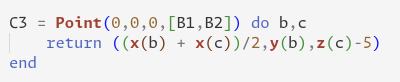 C3 = Point(0,0,0,[B1,B2]) do b,c
    return ((x(b) + x(c))/2,y(b),z(c)-5)
end